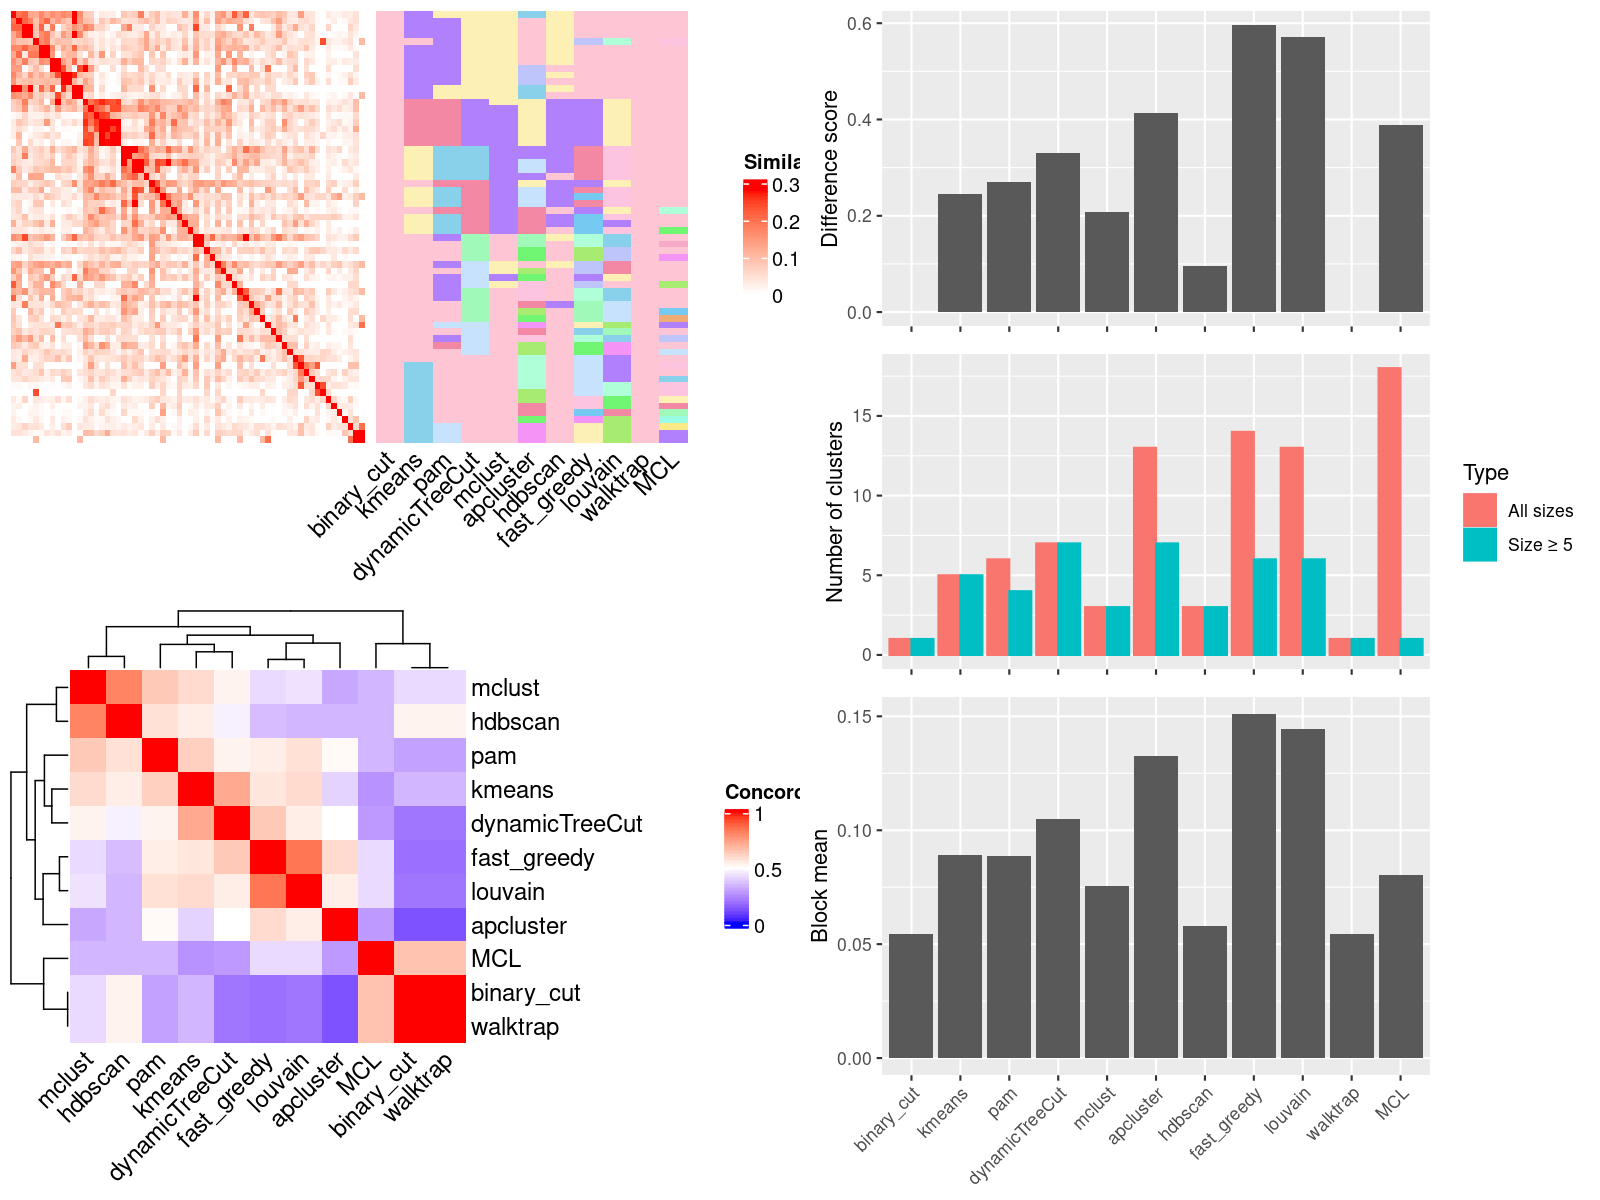 Simila
0.3
0.2
0.1
0
binary_cut
kmeans
pam
dynamicTreeCut
mclust
apcluster
hdbscan
fast_greedy
louvain
walktrap
MCL
mclust
hdbscan
pam
kmeans
dynamicTreeCut
fast_greedy
louvain
apcluster
MCL
binary_cut
walktrap
mclust
hdbscan
pam
kmeans
dynamicTreeCut
fast_greedy
louvain
apcluster
MCL
binary_cut
walktrap
Concord
1
0.5
0
Difference score
0.6
0.4
0.2
0.0
Number of clusters
15
10
5
0
Type
All sizes
Size ≥ 5
Block mean
0.15
0.10
0.05
0.00
binary_cut
kmeans
pam
dynamicTreeCut
mclust
apcluster
hdbscan
fast_greedy
louvain
walktrap
MCL